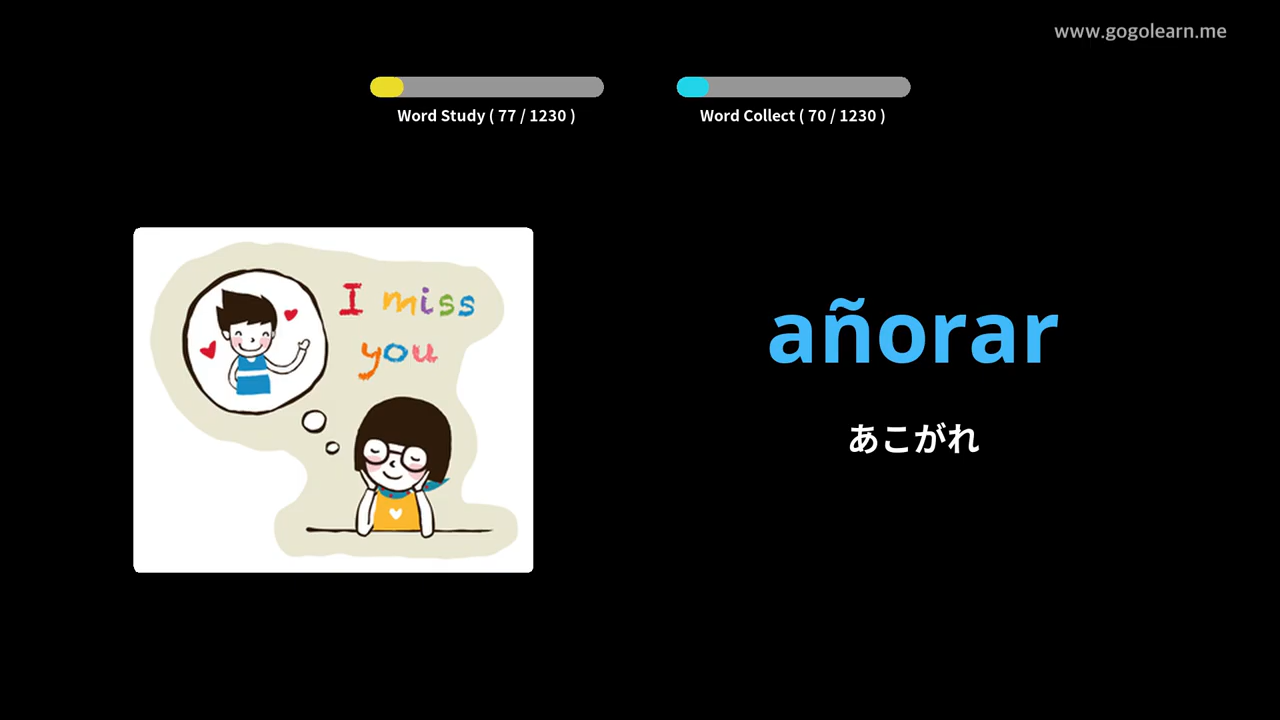 www.gogolearn.me
Word Study ( 77 / 1230 )
Word Collect ( 70 / 1230 )
I miss
you
añorar
あこがれ